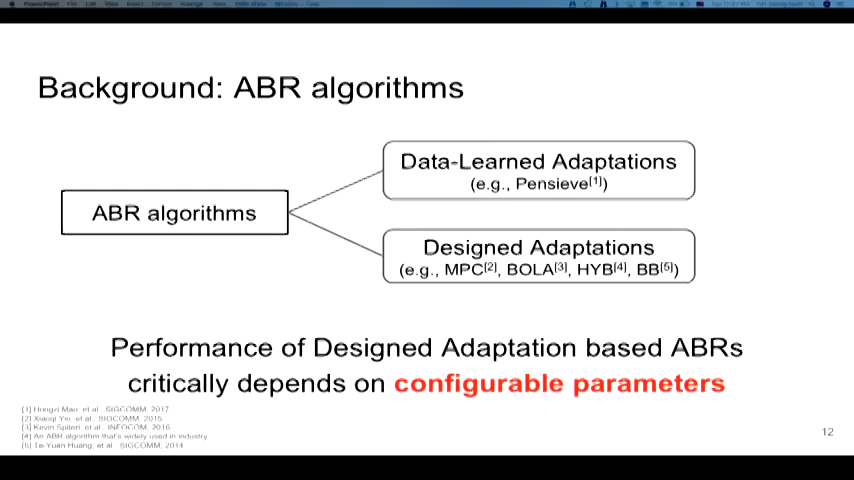 Background: ABR algorithms
ABR algorithms
Data-Learned Adaptations
(e.g., Pensieve[1])
Designed Adaptations
(e.g., MPC[2], BOLA[3], HYB[4], BB[5])
Performance of Designed Adaptation based ABRs
critically depends on configurable parameters
[1] Hongzi Mao, et al., SIGCOMM, 2017
[2] Xiaoqi Yin, et al., SIGCOMM, 2015
[3] Kevin Spiteri, et al., INFOCOM, 2016
[4] An ABR algorithm that's widely used in industry
[5] Te-Yuan Huang, et al., SIGCOMM, 2014
12